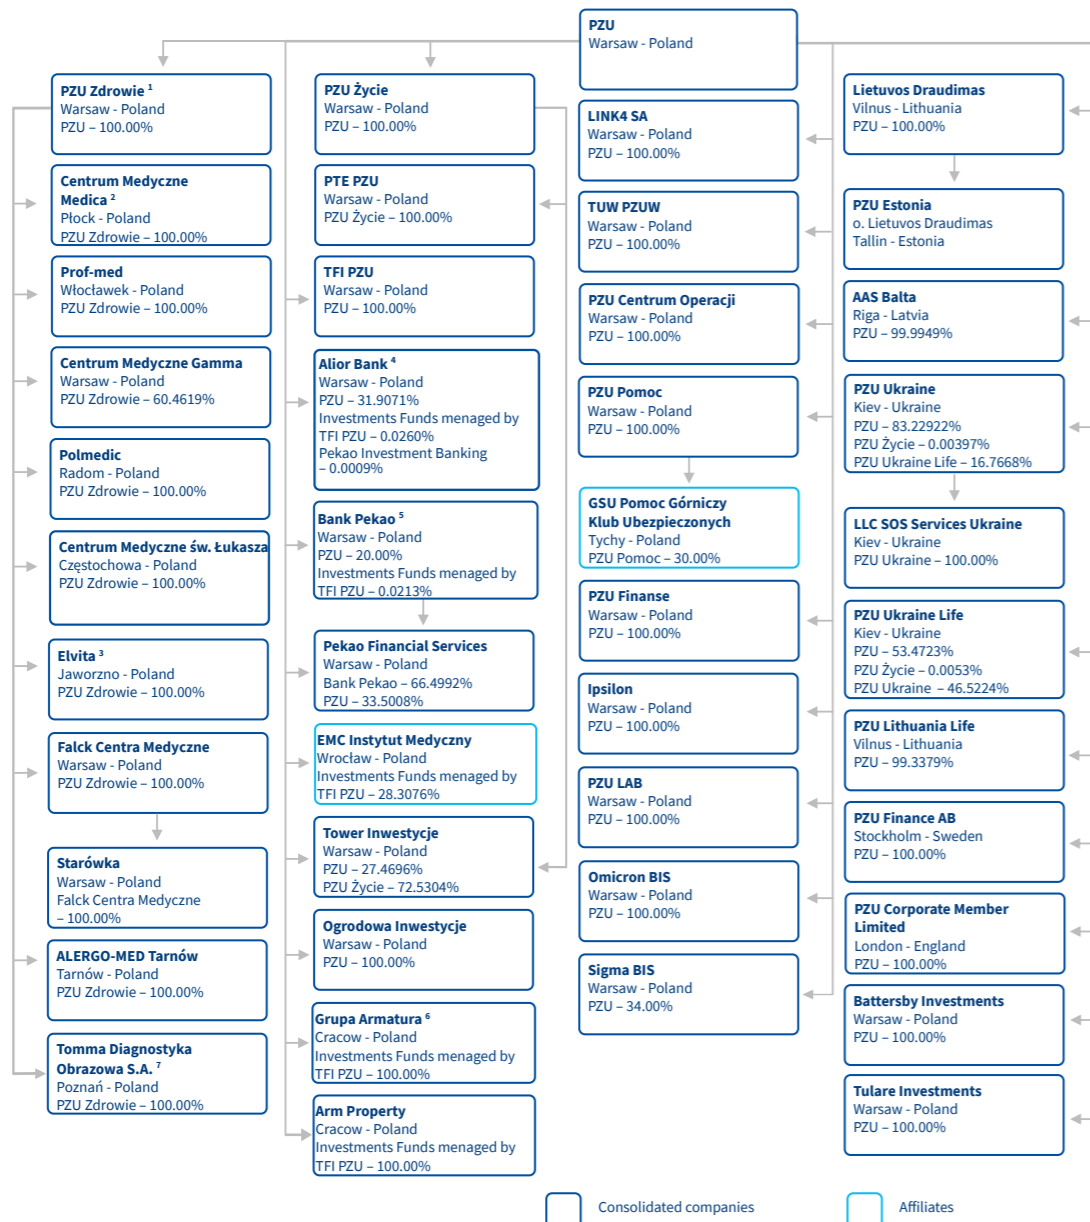 PZU
Warsaw - Poland
PZU Zdrowie ¹
Warsaw - Poland
PZU – 100.00%
Centrum Medyczne
Medica ²
Płock - Poland
PZU Zdrowie – 100.00%
Prof-med
Włocławek - Poland
PZU Zdrowie – 100.00%
Centrum Medyczne Gamma
Warsaw - Poland
PZU Zdrowie – 60.4619%
Polmedic
Radom - Poland
PZU Zdrowie – 100.00%
Centrum Medyczne św. Łukasza
Częstochowa - Poland
PZU Zdrowie – 100.00%
Elvita ³
Jaworzno - Poland
PZU Zdrowie – 100.00%
Falck Centra Medyczne
Warsaw - Poland
PZU Zdrowie – 100.00%
Starówka
Warsaw - Poland
Falck Centra Medyczne
– 100.00%
ALERGO-MED Tarnów
Tarnów - Poland
PZU Zdrowie – 100.00%
Tomma Diagnostyka
Obrazowa S.A. ⁷
Poznań - Poland
PZU Zdrowie – 100.00%
PZU Życie
Warsaw - Poland
PZU – 100.00%
PTE PZU
Warsaw - Poland
PZU Życie – 100.00%
TFI PZU
Warsaw - Poland
PZU – 100.00%
Alior Bank ⁴
Warsaw - Poland
PZU – 31.9071%
Investments Funds menaged by
TFI PZU – 0.0260%
Pekao Investment Banking
– 0.0009%
Bank Pekao ⁵
Warsaw - Poland
PZU – 20.00%
Investments Funds menaged by
TFI PZU – 0.0213%
Pekao Financial Services
Warsaw - Poland
Bank Pekao – 66.4992%
PZU – 33.5008%
EMC Instytut Medyczny
Wrocław - Poland
Investments Funds menaged by
TFI PZU – 28.3076%
Tower Inwestycje
Warsaw - Poland
PZU – 27.4696%
PZU Życie – 72.5304%
Ogrodowa Inwestycje
Warsaw - Poland
PZU – 100.00%
Grupa Armatura ⁶
Cracow - Poland
Investments Funds menaged by
TFI PZU – 100.00%
Arm Property
Cracow - Poland
Investments Funds menaged by
TFI PZU – 100.00%
LINK4 SA
Warsaw - Poland
PZU – 100.00%
TUW PZUW
Warsaw - Poland
PZU – 100.00%
PZU Centrum Operacji
Warsaw - Poland
PZU – 100.00%
PZU Pomoc
Warsaw - Poland
PZU – 100.00%
GSU Pomoc Górniczy
Klub Ubezpieczonych
Tychy - Poland
PZU Pomoc – 30.00%
PZU Finanse
Warsaw - Poland
PZU – 100.00%
Ipsilon
Warsaw - Poland
PZU – 100.00%
PZU LAB
Warsaw - Poland
PZU – 100.00%
Omicron BIS
Warsaw - Poland
PZU – 100.00%
Sigma BIS
Warsaw - Poland
PZU – 34.00%
Lietuvos Draudimas
Vilnus - Lithuania
PZU – 100.00%
PZU Estonia
o. Lietuvos Draudimas
Tallin - Estonia
AAS Balta
Riga - Latvia
PZU – 99.9949%
PZU Ukraine
Kiev - Ukraine
PZU – 83.22922%
PZU Życie – 0.00397%
PZU Ukraine Life – 16.7668%
LLC SOS Services Ukraine
Kiev - Ukraine
PZU Ukraine – 100.00%
PZU Ukraine Life
Kiev - Ukraine
PZU – 53.4723%
PZU Życie – 0.0053%
PZU Ukraine – 46.5224%
PZU Lithuania Life
Vilnus - Lithuania
PZU – 99.3379%
PZU Finance AB
Stockholm - Sweden
PZU – 100.00%
PZU Corporate Member
Limited
London - England
PZU – 100.00%
Battersby Investments
Warsaw - Poland
PZU – 100.00%
Tulare Investments
Warsaw - Poland
PZU – 100.00%
Consolidated companies
Affiliates